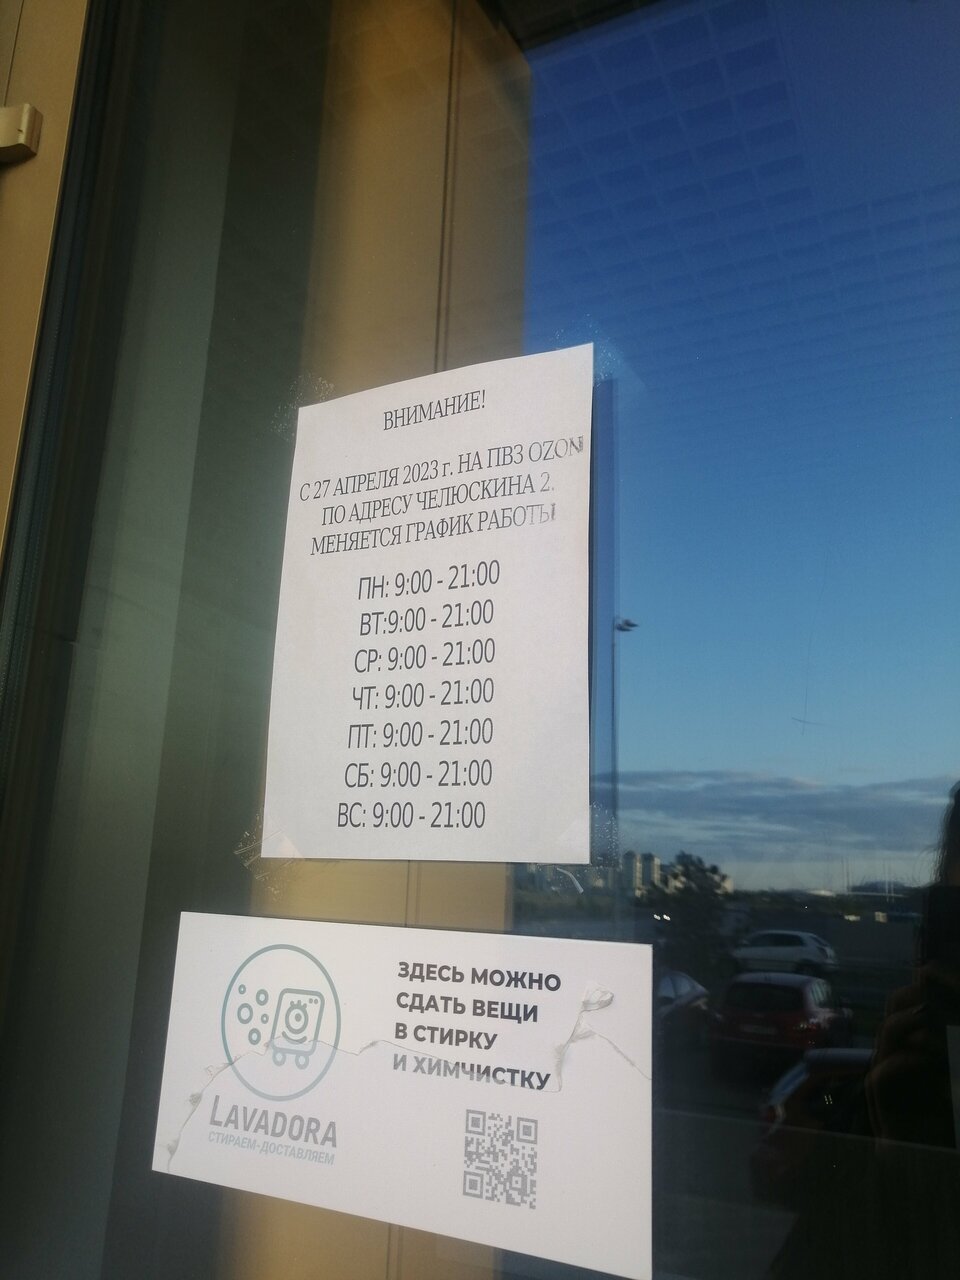 ВНИМАНИЕ!
С 27 АПРЕЛЯ 2023 г. НА ПВЗ OZON
ПО АДРЕСУ ЧЕЛЮСКИНА 2.
МЕНЯЕТСЯ ГРАФИК РАБОТЫ
ПН: 9:00 - 21:00
ВТ:9:00 - 21:00
СР: 9:00 - 21:00
ЧТ: 9:00 - 21:00
ПТ: 9:00 - 21:00
СБ: 9:00 - 21:00
ВС: 9:00 - 21:00
ЗДЕСЬ МОЖНО
СДАТЬ ВЕЩИ
В СТИРКУ
И ХИМЧИСТКУ
LAVADORA
СТИРАЕМ-ДОСТАВЛЯЕМ